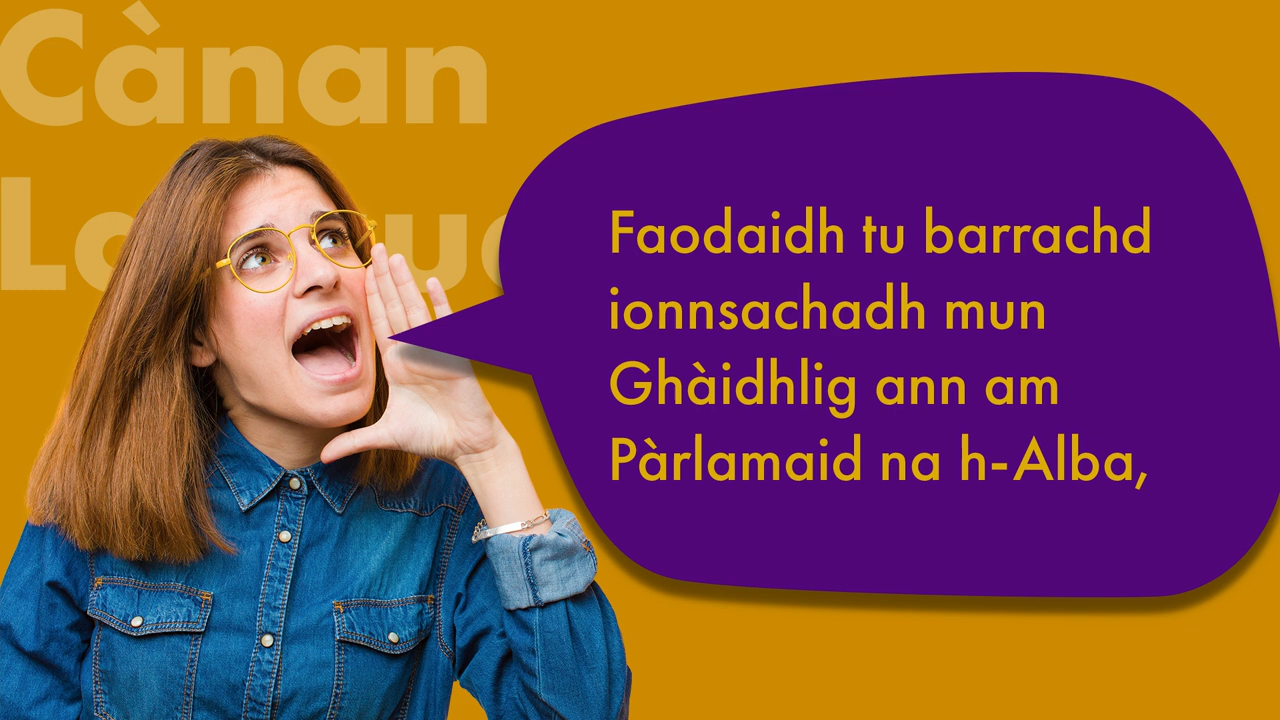 Cànan
Faodaidh tu barrachd
ionnsachadh mun
Ghàidhlig ann am
Pàrlamaid na h-Alba,